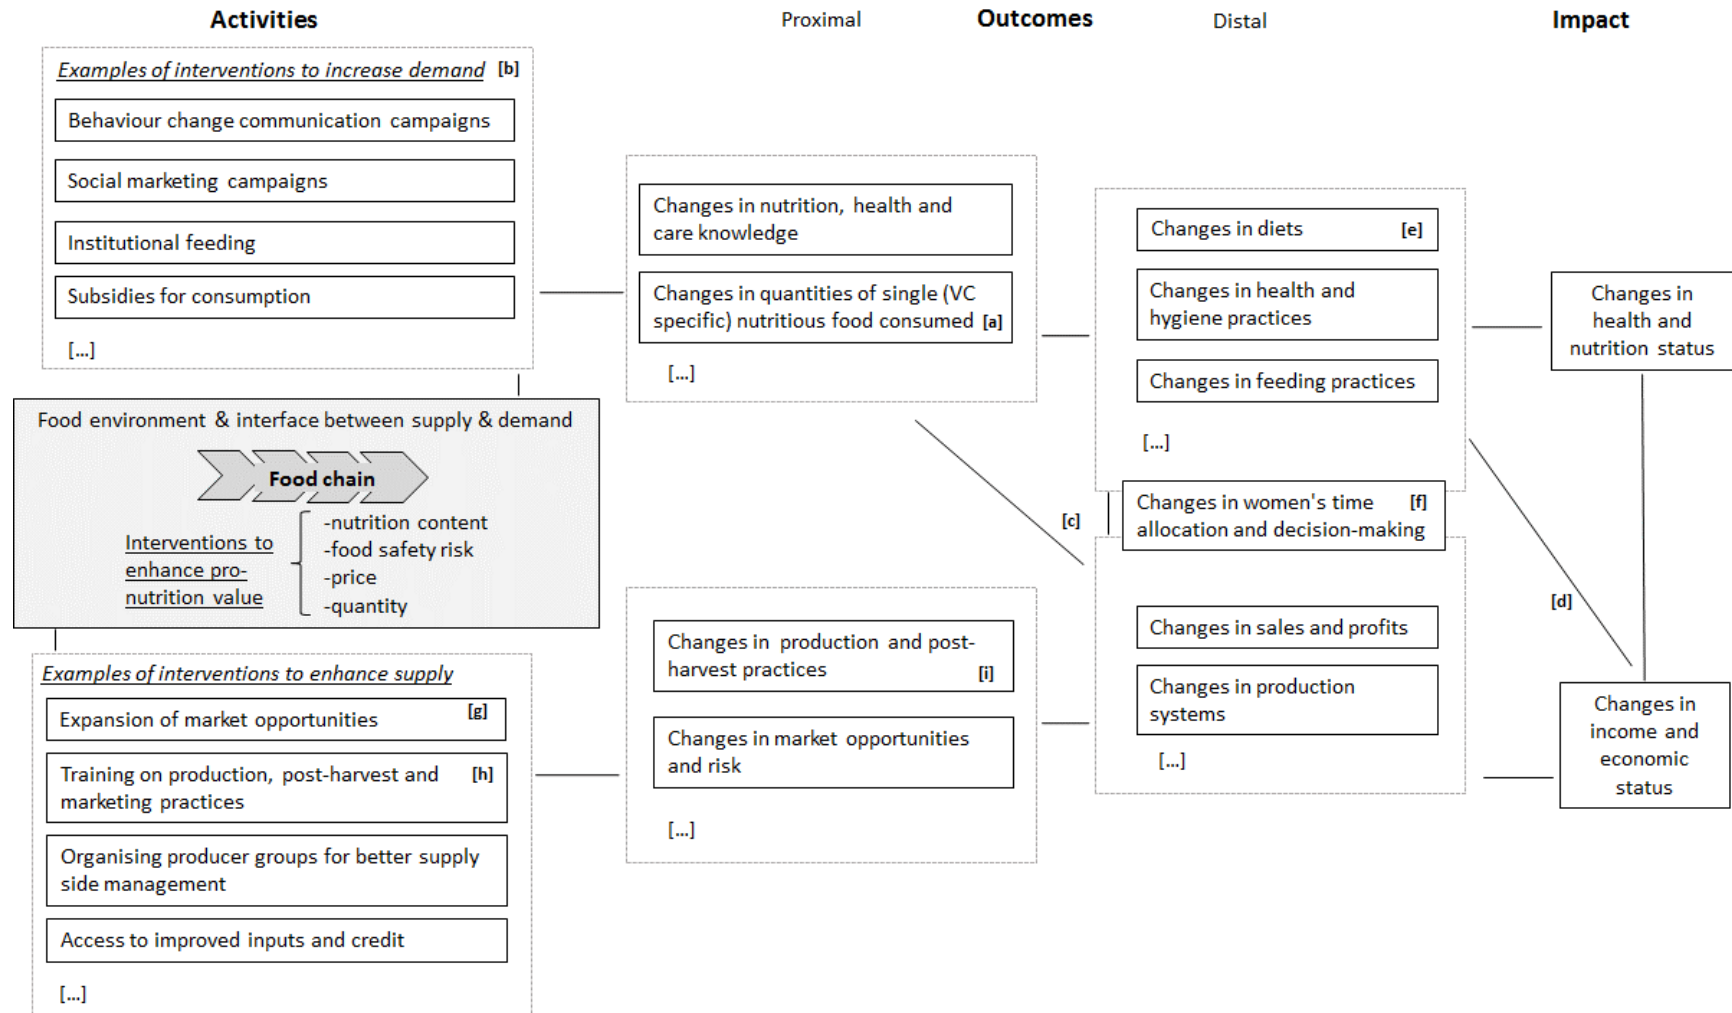 Activities
Proximal
Outcomes
Distal
Impact
Examples of interventions to increase demand [b]
Behaviour change communication campaigns
Social marketing campaigns
Institutional feeding
Subsidies for consumption
[...]
Food environment & interface between supply & demand
Food chain
Interventions to
enhance pro-
nutrition value
-nutrition content
-food safety risk
-price
-quantity
Examples of interventions to enhance supply
Expansion of market opportunities [g]
Training on production, post-harvest and [h]
marketing practices
Organising producer groups for better supply
side management
Access to improved inputs and credit
[...]
Changes in nutrition, health and
care knowledge
Changes in quantities of single (VC
specific) nutritious food consumed [a]
[...]
Changes in production and post-
harvest practices [i]
Changes in market opportunities
and risk
[...]
[c]
Changes in diets [e]
Changes in health and
hygiene practices
Changes in feeding practices
[...]
Changes in women's time [f]
allocation and decision-making
Changes in sales and profits
Changes in production
systems
[...]
[d]
Changes in
health and
nutrition status
Changes in
income and
economic
status